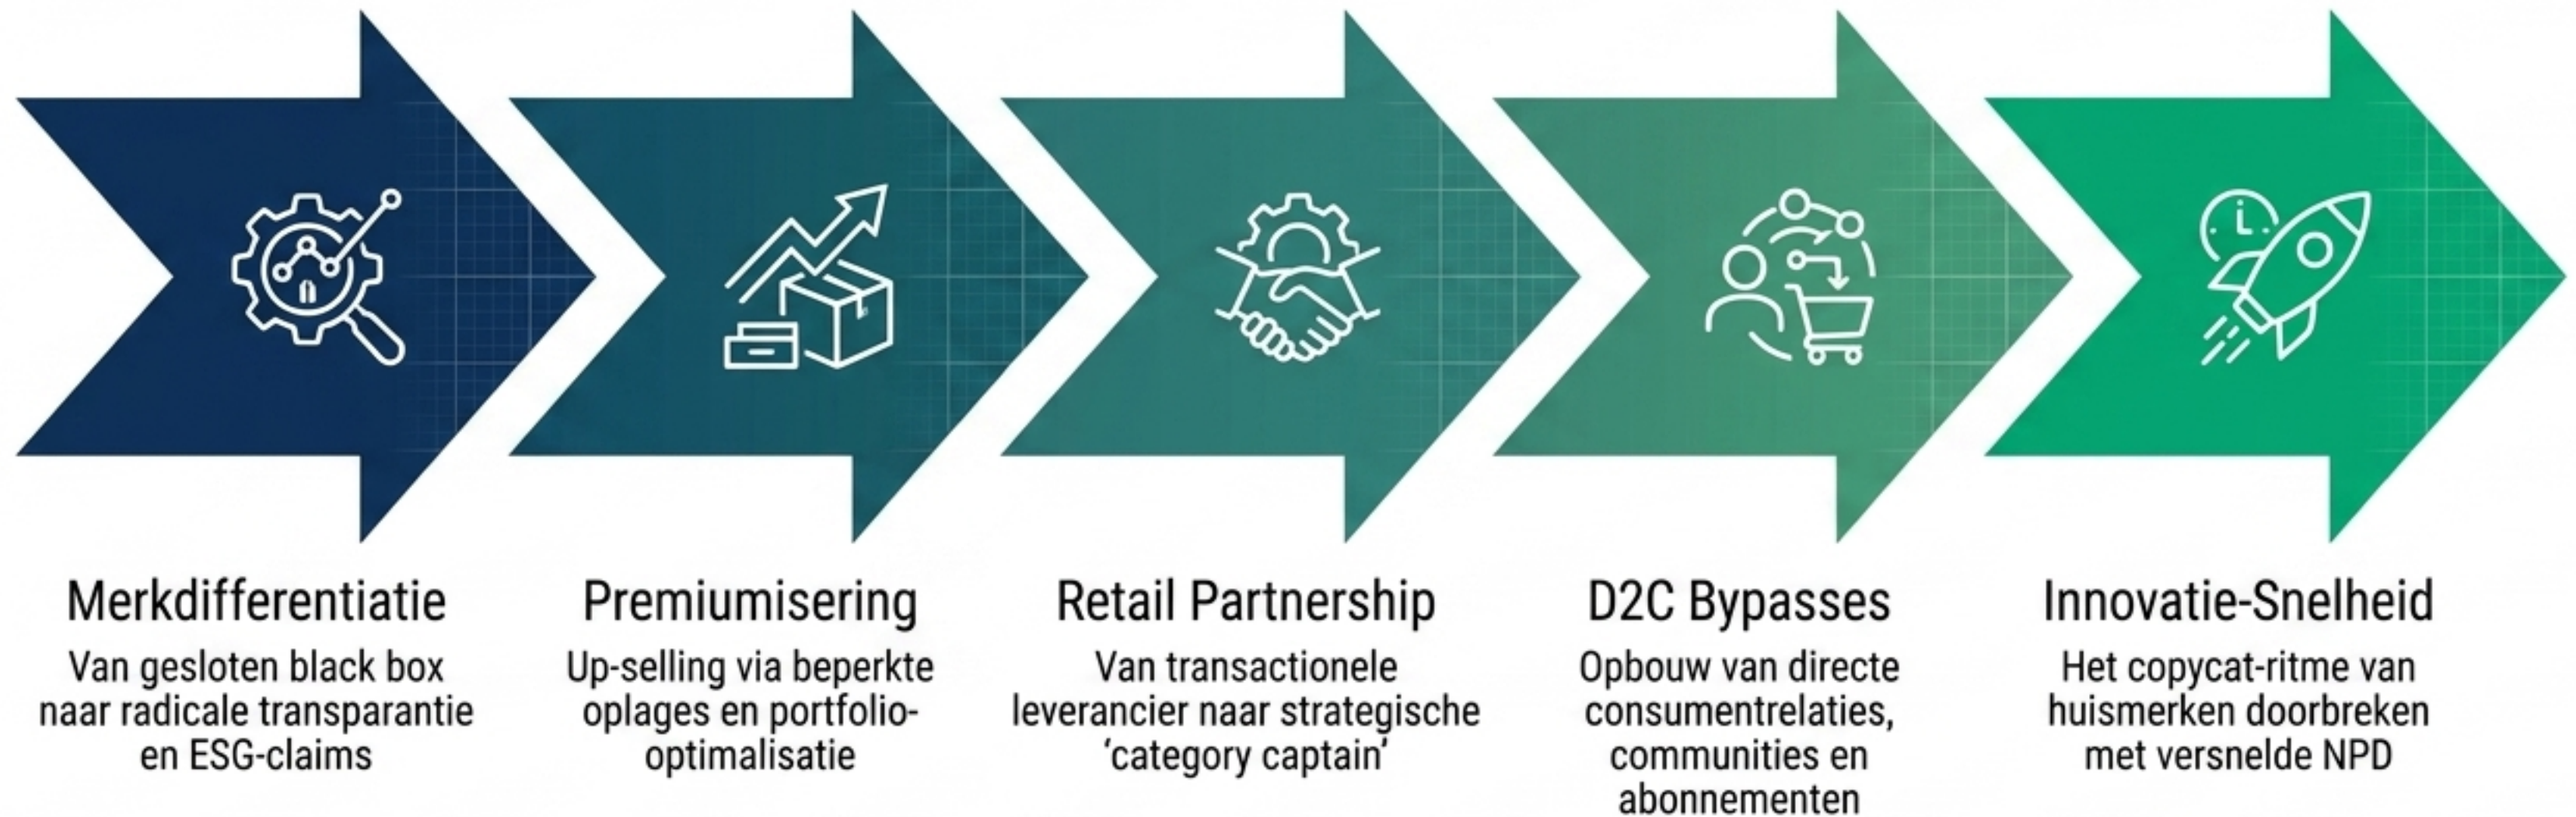 Merkdifferentiatie
Van gesloten black box
naar radicale transparantie
en ESG-claims
Premiumisering
Up-selling via beperkte
oplages en portfolio-
optimalisatie
Retail Partnership
Van transactionele
leverancier naar strategische
‘category captain’
D2C Bypasses
Opbouw van directe
consumentrelaties,
communities en
abonnementen
Innovatie-Snelheid
Het copycat-ritme van
huismerken doorbreken
met versnelde NPD